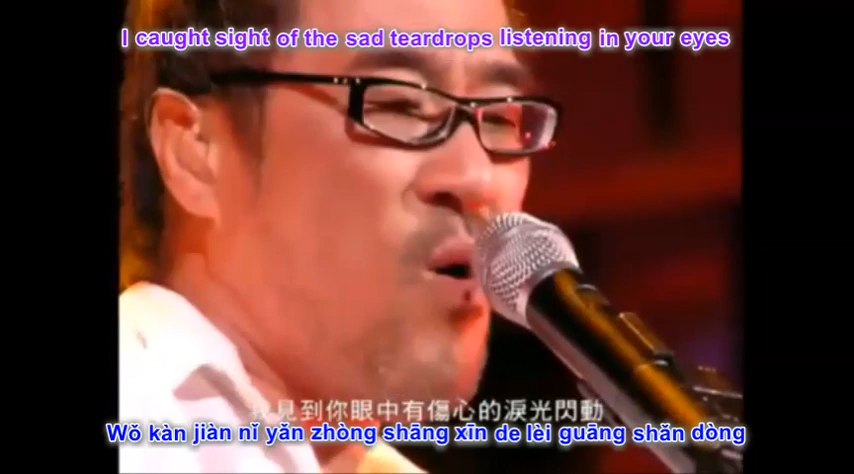 I caught sight of the sad teardrops listening in your eyes
見到你眼中有傷心的淚光閃動
Wǒ kàn jiàn nǐ yǎn zhòng shāng xīn de lèi guāng shǎn dòng